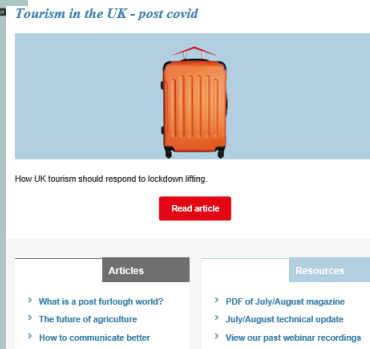 Tourism in the UK - post covid
How UK tourism should respond to lockdown lifting.
Read article
Articles
What is a post furlough world?
The future of agriculture
How to communicate better
Resources
PDF of July/August magazine
July/August technical update
View our past webinar recordings